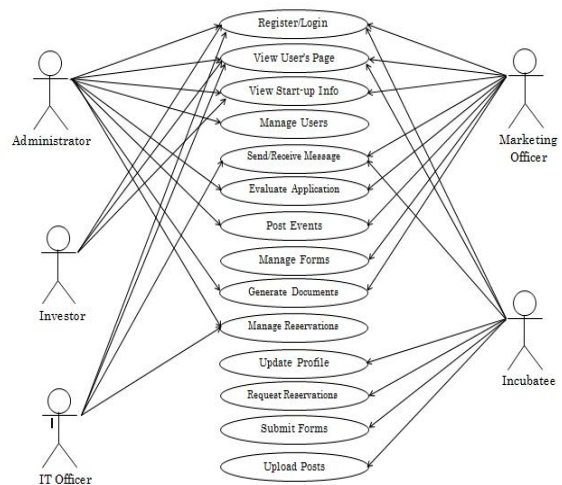 Register/Login
View User's Page
View Start-up Info
Manage Users
Send/Receive Message
Evaluate Application
Post Events
Manage Forms
Generate Documents
Manage Reservations
Update Profile
Request Reservations
Submit Forms
Upload Posts
Administrator
Investor
IT Officer
Marketing
Officer
Incubatee